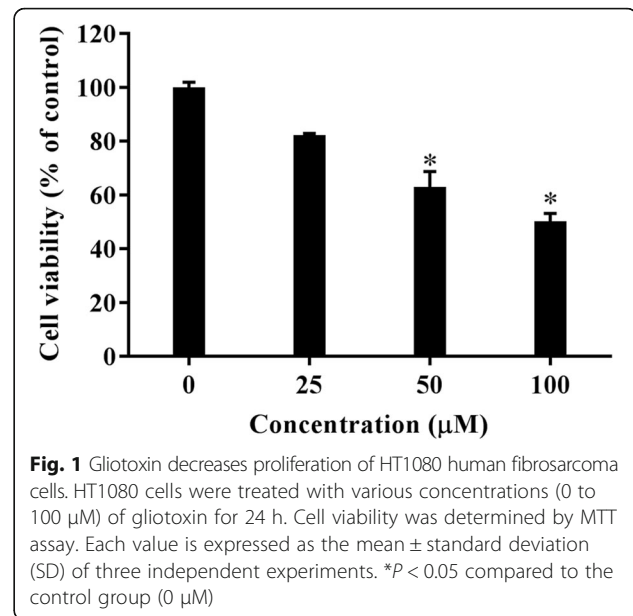 120
100
80
60
40
20
0
Cell viability (% of control)
*
*
0 25 50 100
Concentration (μM)
Fig. 1 Gliotoxin decreases proliferation of HT1080 human fibrosarcoma
cells. HT1080 cells were treated with various concentrations (0 to
100 μM) of gliotoxin for 24 h. Cell viability was determined by MTT
assay. Each value is expressed as the mean ± standard deviation
(SD) of three independent experiments. *P < 0.05 compared to the
control group (0 μM)